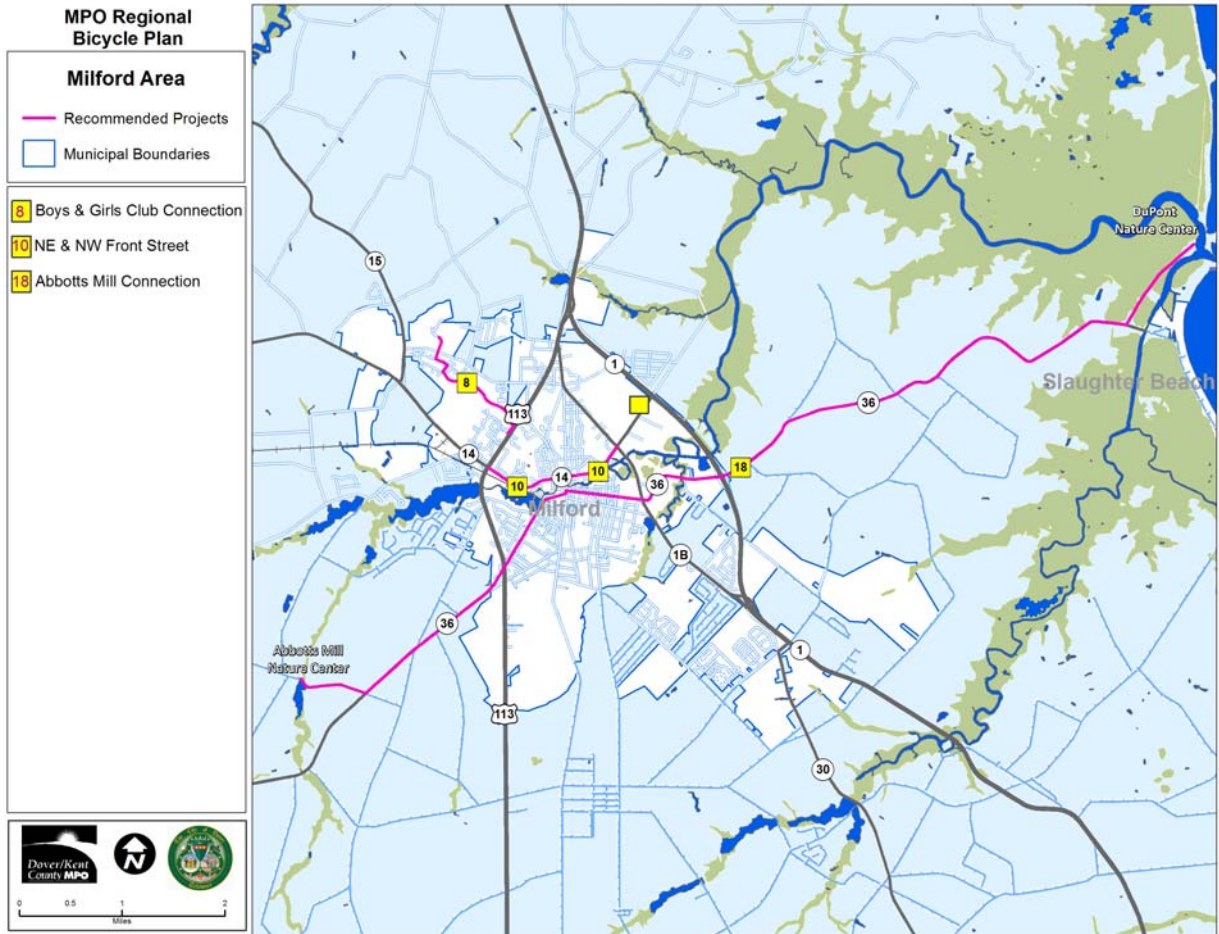 MPO Regional
Bicycle Plan
Milford Area
Recommended Projects
Municipal Boundaries
8 Boys & Girls Club Connection
10 NE & NW Front Street
18 Abbotts Mill Connection
Dover/Kent
County MPO
N
0 0.5 1 2
Miles
DuPont
Nature Center
15
1
8
113
Slaughter Beach
36
14
18
10
14
10
36
Milford
1B
36
Abbotts Mill
Nature Center
1
113
30